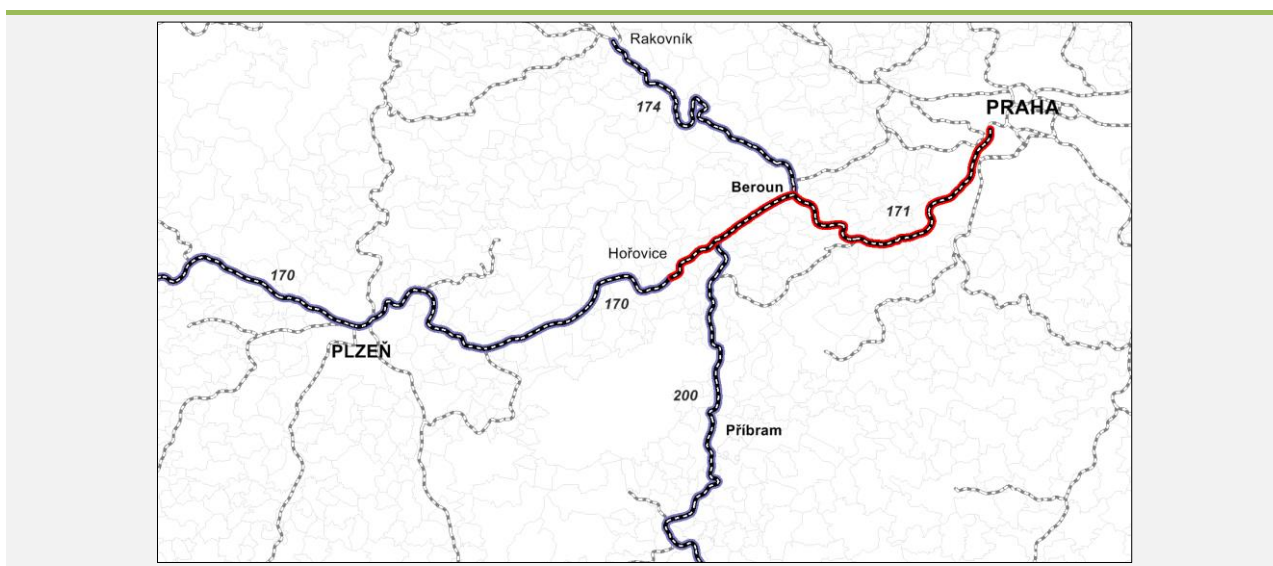 Rakovník
174
PRAHA
Beroun
171
Hořovice
170
170
PLZEŇ
200
Příbram